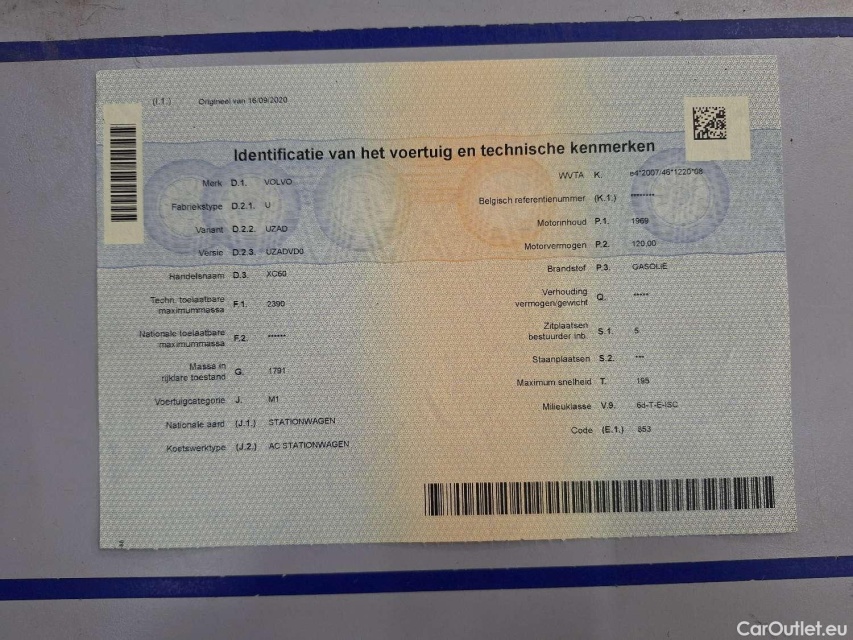 (I.1.) Origineel van 16/09/2020
Identificatie van het voertuig en technische kenmerken
Merk D.1. VOLVO
Fabriekstype D.2.1. U
Variant D.2.2. UZAD
Versie D.2.3. UZADVD0
Handelsnaam D.3. XC60
Techn. toelaatbare
maximummassa F.1. 2390
Nationale toelaatbare
maximummassa F.2. ******
Massa in
rijklare toestand G. 1791
Voertuigcategorie J. M1
Nationale aard (J.1.) STATIONWAGEN
Koetswerktype (J.2.) AC STATIONWAGEN
WVTA K. e4*2007/46*1220*08
Belgisch referentienummer (K.1.) ********
Motorinhoud P.1. 1969
Motorvermogen P.2. 120.00
Brandstof P.3. GASOLIE
Verhouding
vermogen/gewicht Q. *****
Zitplaatsen
bestuurder inb. S.1. 5
Staanplaatsen S.2. ***
Maximum snelheid T. 195
Milieuklasse V.9. 6d-T-E-ISC
Code (E.1.) 853
CarOutlet.eu